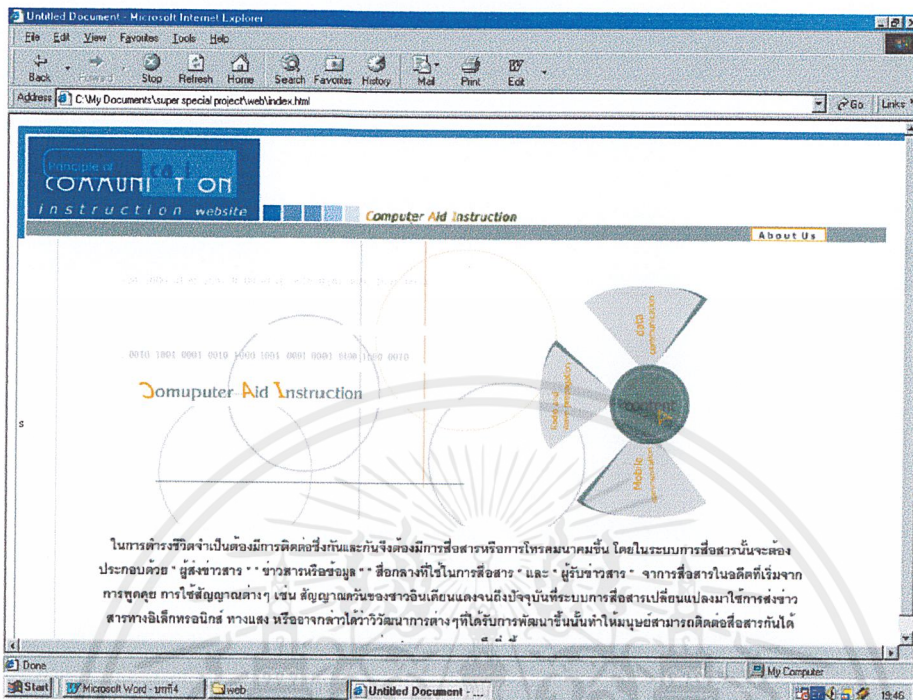 Untitled Document - Microsoft Internet Explorer
File Edit View Favorites Tools Help
Back Forward Stop Refresh Home Search Favorites History Mail Print Edit
Address C:\My Documents\super special project\web\index.html Go Links
Principle of
COMMUNI T ON
instruction website
Computer Aid Instruction
About Us
data communication
0010 1001 0001 0010 1000 1001 0001 0001 0100 1000 0010
Comuputer Aid Instruction
Mobile communication
s
ในการดำรงชีวิตจำเป็นต้องมีการติดต่อซึ่งกันและกันจึงต้องมีการสื่อสารหรือการโทรคมนาคมขึ้น โดยในระบบการสื่อสารนั้นจะต้อง
ประกอบด้วย " ผู้ส่งข่าวสาร " " ข่าวสารหรือข้อมูล " " สื่อกลางที่ใช้ในการสื่อสาร " และ " ผู้รับข่าวสาร " จากการสื่อสารในอดีตที่เริ่มจาก
การพูดคุย การใช้สัญญาณต่างๆ เช่น สัญญาณควันของชาวอินเดียนแดงจนถึงปัจจุบันที่ระบบการสื่อสารเปลี่ยนแปลงมาใช้การส่งข่าว
สารทางอิเล็กทรอนิกส์ ทางแสง หรืออาจกล่าวได้ว่าวิวัฒนาการต่างๆที่ได้รับการพัฒนาขึ้นนั้นทำให้มนุษย์สามารถติดต่อสื่อสารกันได้
Done My Computer
Start Microsoft Word - บทที่4 web Untitled Document - ... En 19:46